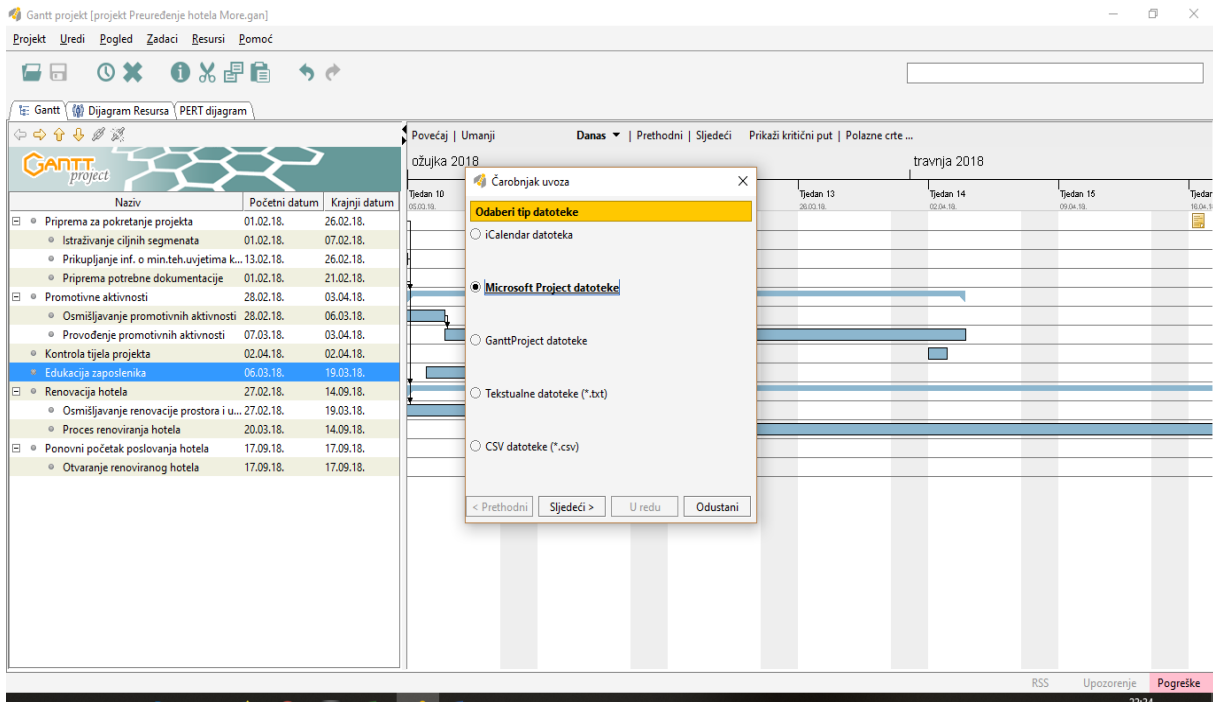 Gantt projekt [projekt Preuređenje hotela More.gan]
Projekt Uredi Pogled Zadaci Resursi Pomoć
Gantt Dijagram Resursa PERT dijagram
Povećaj | Umanji Danas | Prethodni | Sljedeći Prikaži kritični put | Polazne crte ...
GANTT project
ožujka 2018 travnja 2018
Tjedan 10 Tjedan 13 Tjedan 14 Tjedan 15 Tjedan
05.03.18. 26.03.18. 02.04.18. 09.04.18. 16.04.1
Naziv Početni datum Krajnji datum
Priprema za pokretanje projekta 01.02.18. 26.02.18.
Istraživanje ciljnih segmenata 01.02.18. 07.02.18.
Prikupljanje inf. o min.teh.uvjetima k... 13.02.18. 26.02.18.
Priprema potrebne dokumentacije 01.02.18. 21.02.18.
Promotivne aktivnosti 28.02.18. 03.04.18.
Osmišljavanje promotivnih aktivnosti 28.02.18. 06.03.18.
Provođenje promotivnih aktivnosti 07.03.18. 03.04.18.
Kontrola tijela projekta 02.04.18. 02.04.18.
Edukacija zaposlenika 06.03.18. 19.03.18.
Renovacija hotela 27.02.18. 14.09.18.
Osmišljavanje renovacije prostora i u... 27.02.18. 19.03.18.
Proces renoviranja hotela 20.03.18. 14.09.18.
Ponovni početak poslovanja hotela 17.09.18. 17.09.18.
Otvaranje renoviranog hotela 17.09.18. 17.09.18.
Čarobnjak uvoza
Odaberi tip datoteke
iCalendar datoteka
Microsoft Project datoteke
GanttProject datoteke
Tekstualne datoteke (*.txt)
CSV datoteke (*.csv)
< Prethodni Sljedeći > U redu Odustani
RSS Upozorenje Pogreške